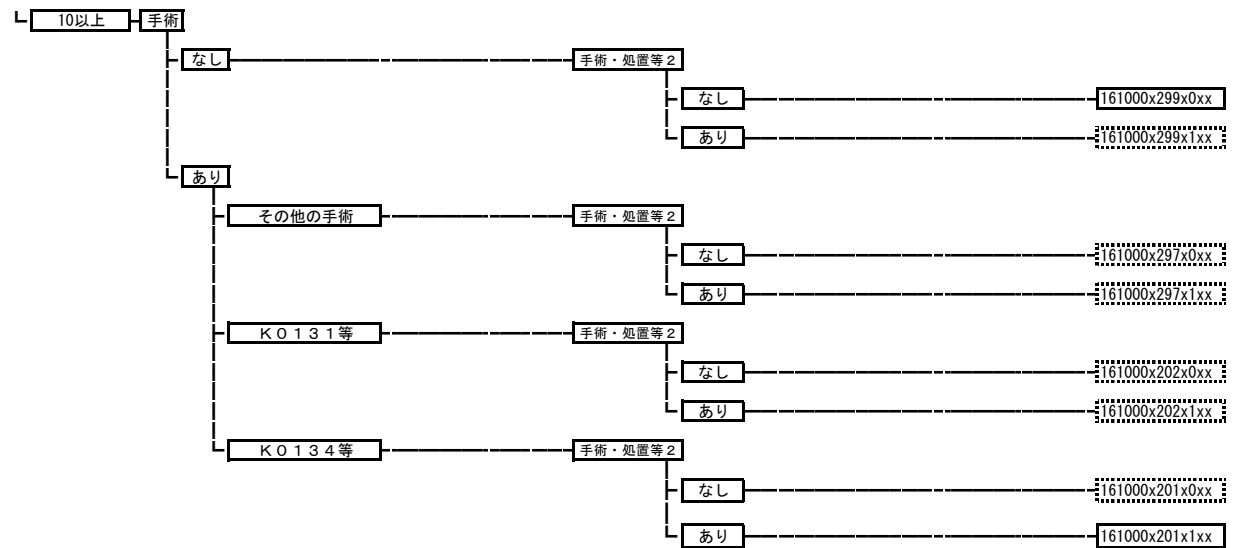 10以上 手術
なし 手術・処置等2
なし 161000x299x0xx
あり 161000x299x1xx
あり
その他の手術 手術・処置等2
なし 161000x297x0xx
あり 161000x297x1xx
K0131等 手術・処置等2
なし 161000x202x0xx
あり 161000x202x1xx
K0134等 手術・処置等2
なし 161000x201x0xx
あり 161000x201x1xx